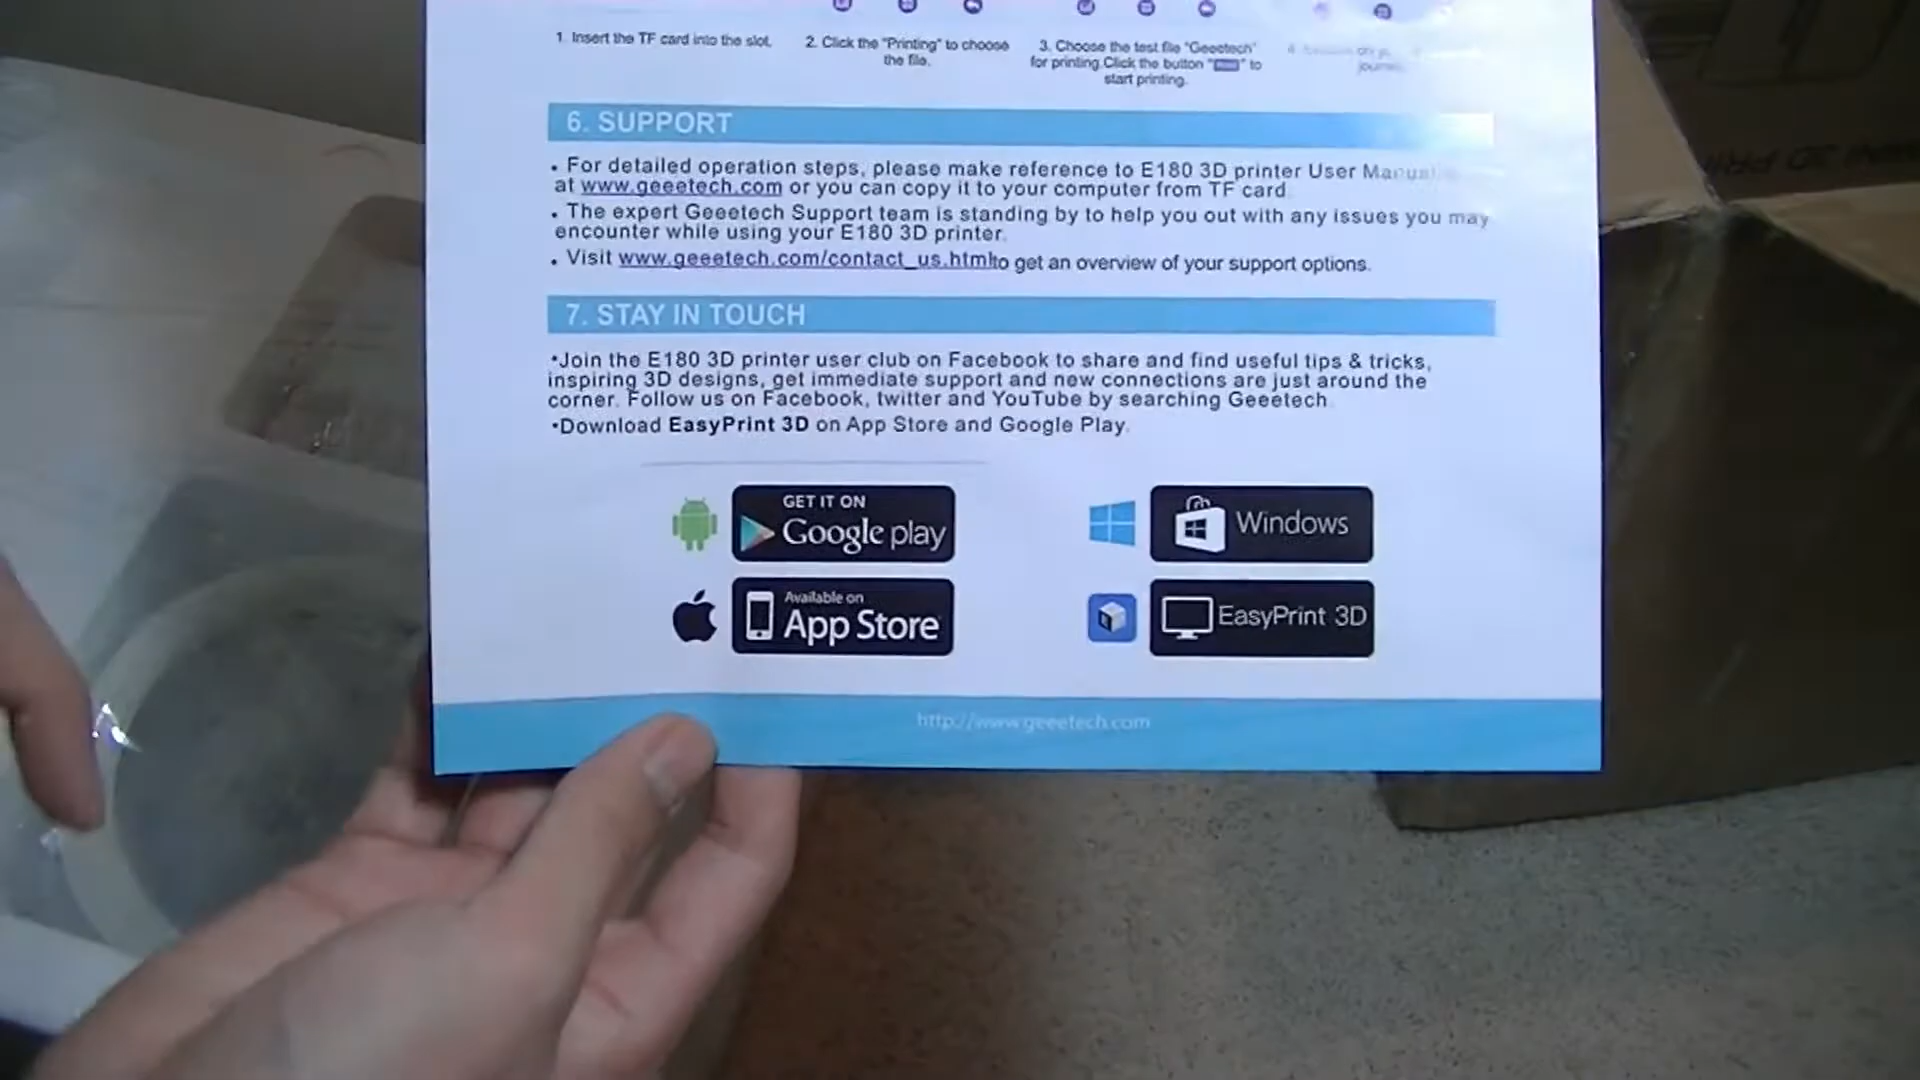 1. Insert the TF card into the slot.
2. Click the "Printing" to choose
the file.
3. Choose the test file "Geeetech"
for printing.Click the button " " to
start printing.
6. SUPPORT
• For detailed operation steps, please make reference to E180 3D printer User Manual
at www.geeetech.com or you can copy it to your computer from TF card.
• The expert Geeetech Support team is standing by to help you out with any issues you may
encounter while using your E180 3D printer.
• Visit www.geeetech.com/contact_us.htmlto get an overview of your support options.
7. STAY IN TOUCH
•Join the E180 3D printer user club on Facebook to share and find useful tips & tricks,
inspiring 3D designs, get immediate support and new connections are just around the
corner. Follow us on Facebook, twitter and YouTube by searching Geeetech.
•Download EasyPrint 3D on App Store and Google Play.
GET IT ON
Google play
Windows
Available on
App Store
EasyPrint 3D
http://www.geeetech.com